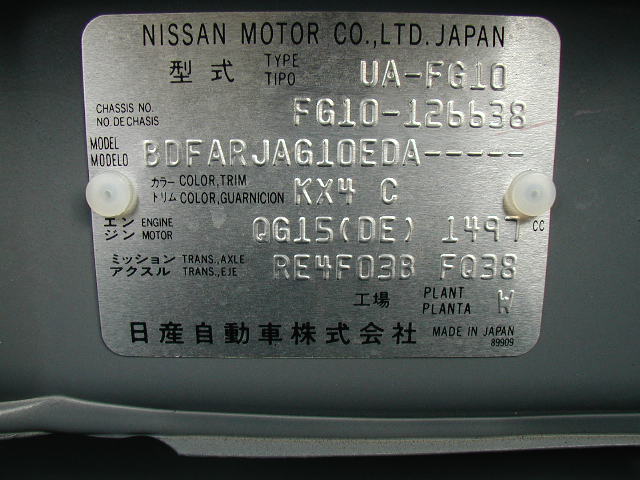 NISSAN MOTOR CO.,LTD. JAPAN
型式 TYPE TIPO UA-FG10
CHASSIS NO. NO DE CHASIS FG10-126638
MODEL MODELO BDFARJAG10EDA-----
カラー COLOR,TRIM トリム COLOR,GUARNICION KX4 C
エンジン ENGINE MOTOR QG15(DE) 1497 CC
ミッション TRANS.,AXLE アクスル TRANS.,EJE RE4F03B FQ38
工場 PLANT PLANTA W
日産自動車株式会社 MADE IN JAPAN
89909